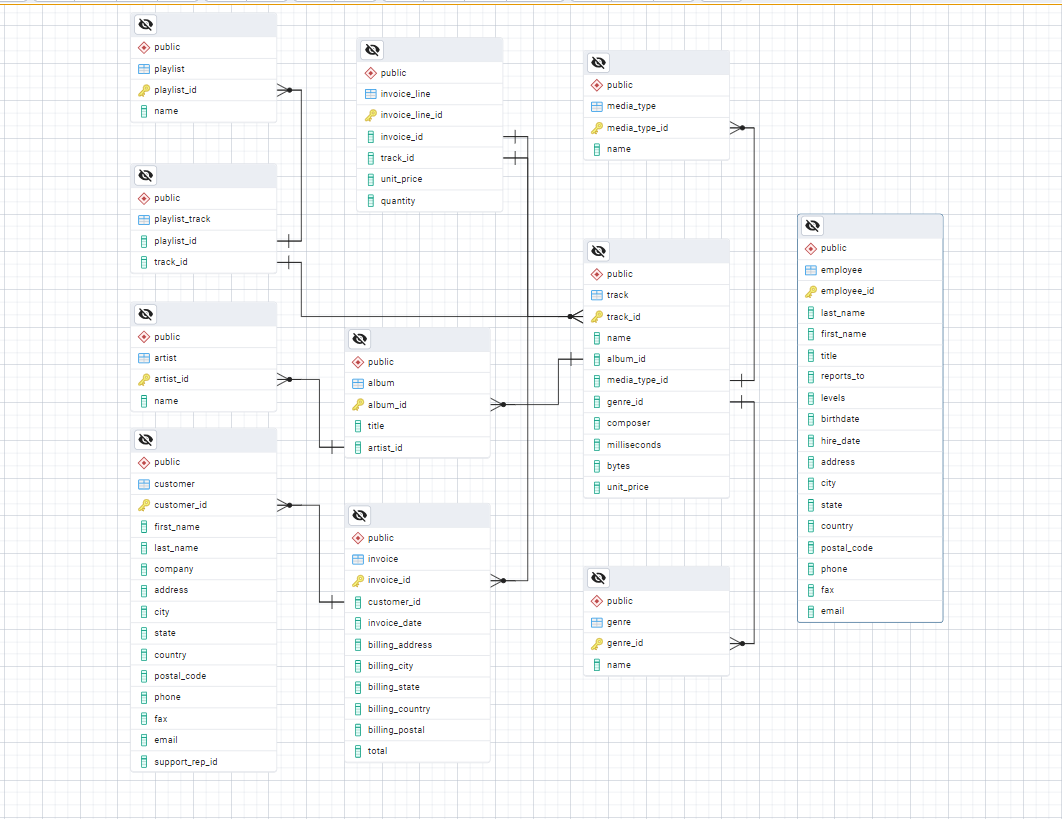 public
playlist
playlist_id
name
public
playlist_track
playlist_id
track_id
public
artist
artist_id
name
public
customer
customer_id
first_name
last_name
company
address
city
state
country
postal_code
phone
fax
email
support_rep_id
public
invoice_line
invoice_line_id
invoice_id
track_id
unit_price
quantity
public
album
album_id
title
artist_id
public
invoice
invoice_id
customer_id
invoice_date
billing_address
billing_city
billing_state
billing_country
billing_postal
total
public
media_type
media_type_id
name
public
track
track_id
name
album_id
media_type_id
genre_id
composer
milliseconds
bytes
unit_price
public
genre
genre_id
name
public
employee
employee_id
last_name
first_name
title
reports_to
levels
birthdate
hire_date
address
city
state
country
postal_code
phone
fax
email